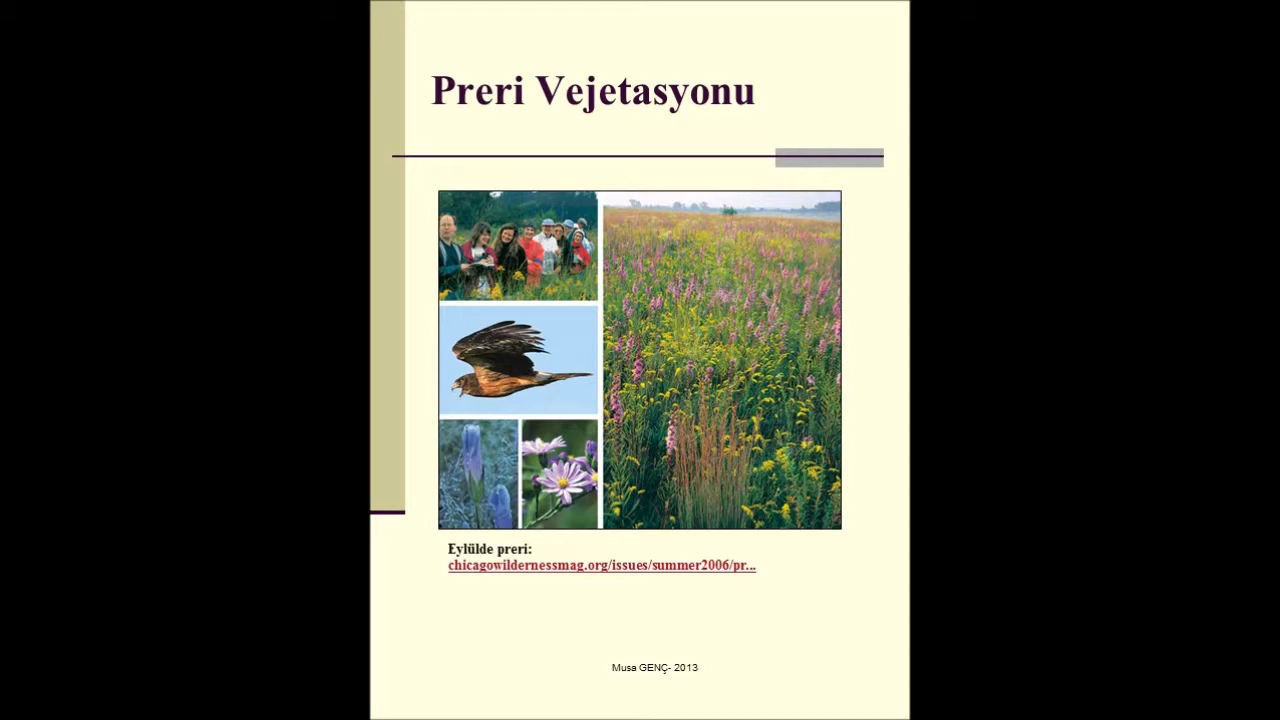 Preri Vejetasyonu
Eylülde preri:
chicagowildernessmag.org/issues/summer2006/pr...
Musa GENÇ- 2013